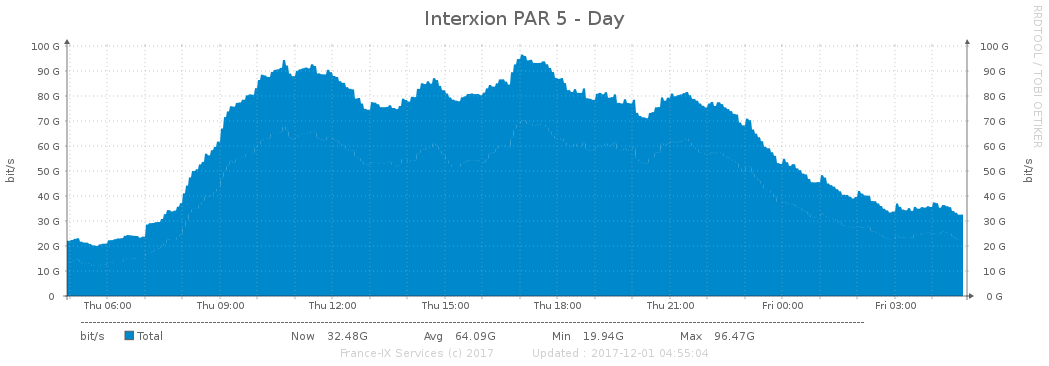 Interxion PAR 5 - Day
RRDTOOL / TOBI OETIKER
bit/s
bit/s
100 G 100 G
90 G 90 G
80 G 80 G
70 G 70 G
60 G 60 G
50 G 50 G
40 G 40 G
30 G 30 G
20 G 20 G
10 G 10 G
0 0 G
Thu 06:00 Thu 09:00 Thu 12:00 Thu 15:00 Thu 18:00 Thu 21:00 Fri 00:00 Fri 03:00
bit/s Total Now 32.48G Avg 64.09G Min 19.94G Max 96.47G
France-IX Services (c) 2017 Updated : 2017-12-01 04:55:04